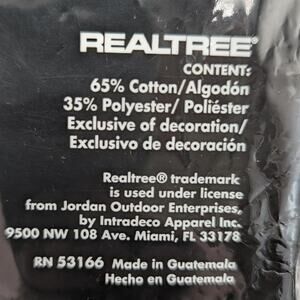 REALTREE®
CONTENT:
65% Cotton/Algodón
35% Polyester/ Poliéster
Exclusive of decoration/
Exclusivo de decoración
Realtree® trademark
is used under license
from Jordan Outdoor Enterprises,
by Intradeco Apparel Inc.
9500 NW 108 Ave. Miami, FL 33178
RN 53166 Made in Guatemala
Hecho en Guatemala